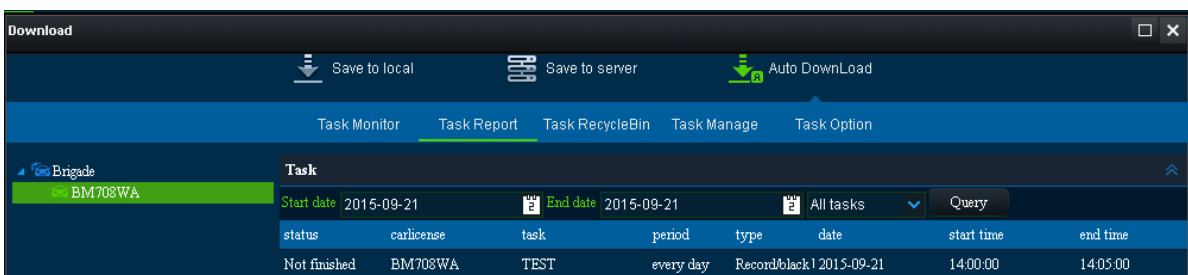 Download
Save to local Save to server Auto DownLoad
Task Monitor Task Report Task RecycleBin Task Manage Task Option
Brigade
BM708WA
Task
Start date 2015-09-21 End date 2015-09-21 All tasks Query
status carlicense task period type date start time end time
Not finished BM708WA TEST every day Record/black 2015-09-21 14:00:00 14:05:00